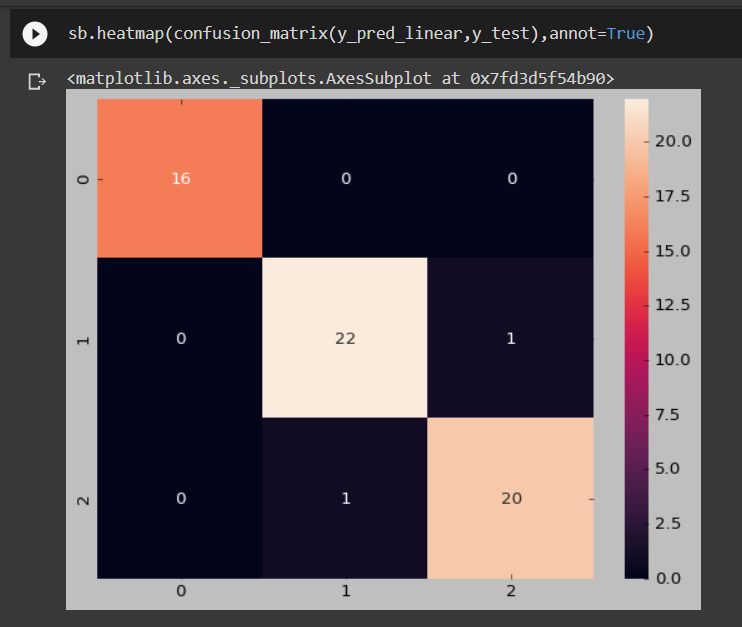 sb.heatmap(confusion_matrix(y_pred_linear,y_test),annot=True)
<matplotlib.axes._subplots.AxesSubplot at 0x7fd3d5f54b90>
20.0
0 16 0 0
17.5
15.0
12.5
1 0 22 1
10.0
7.5
5.0
2 0 1 20
2.5
0.0
0 1 2